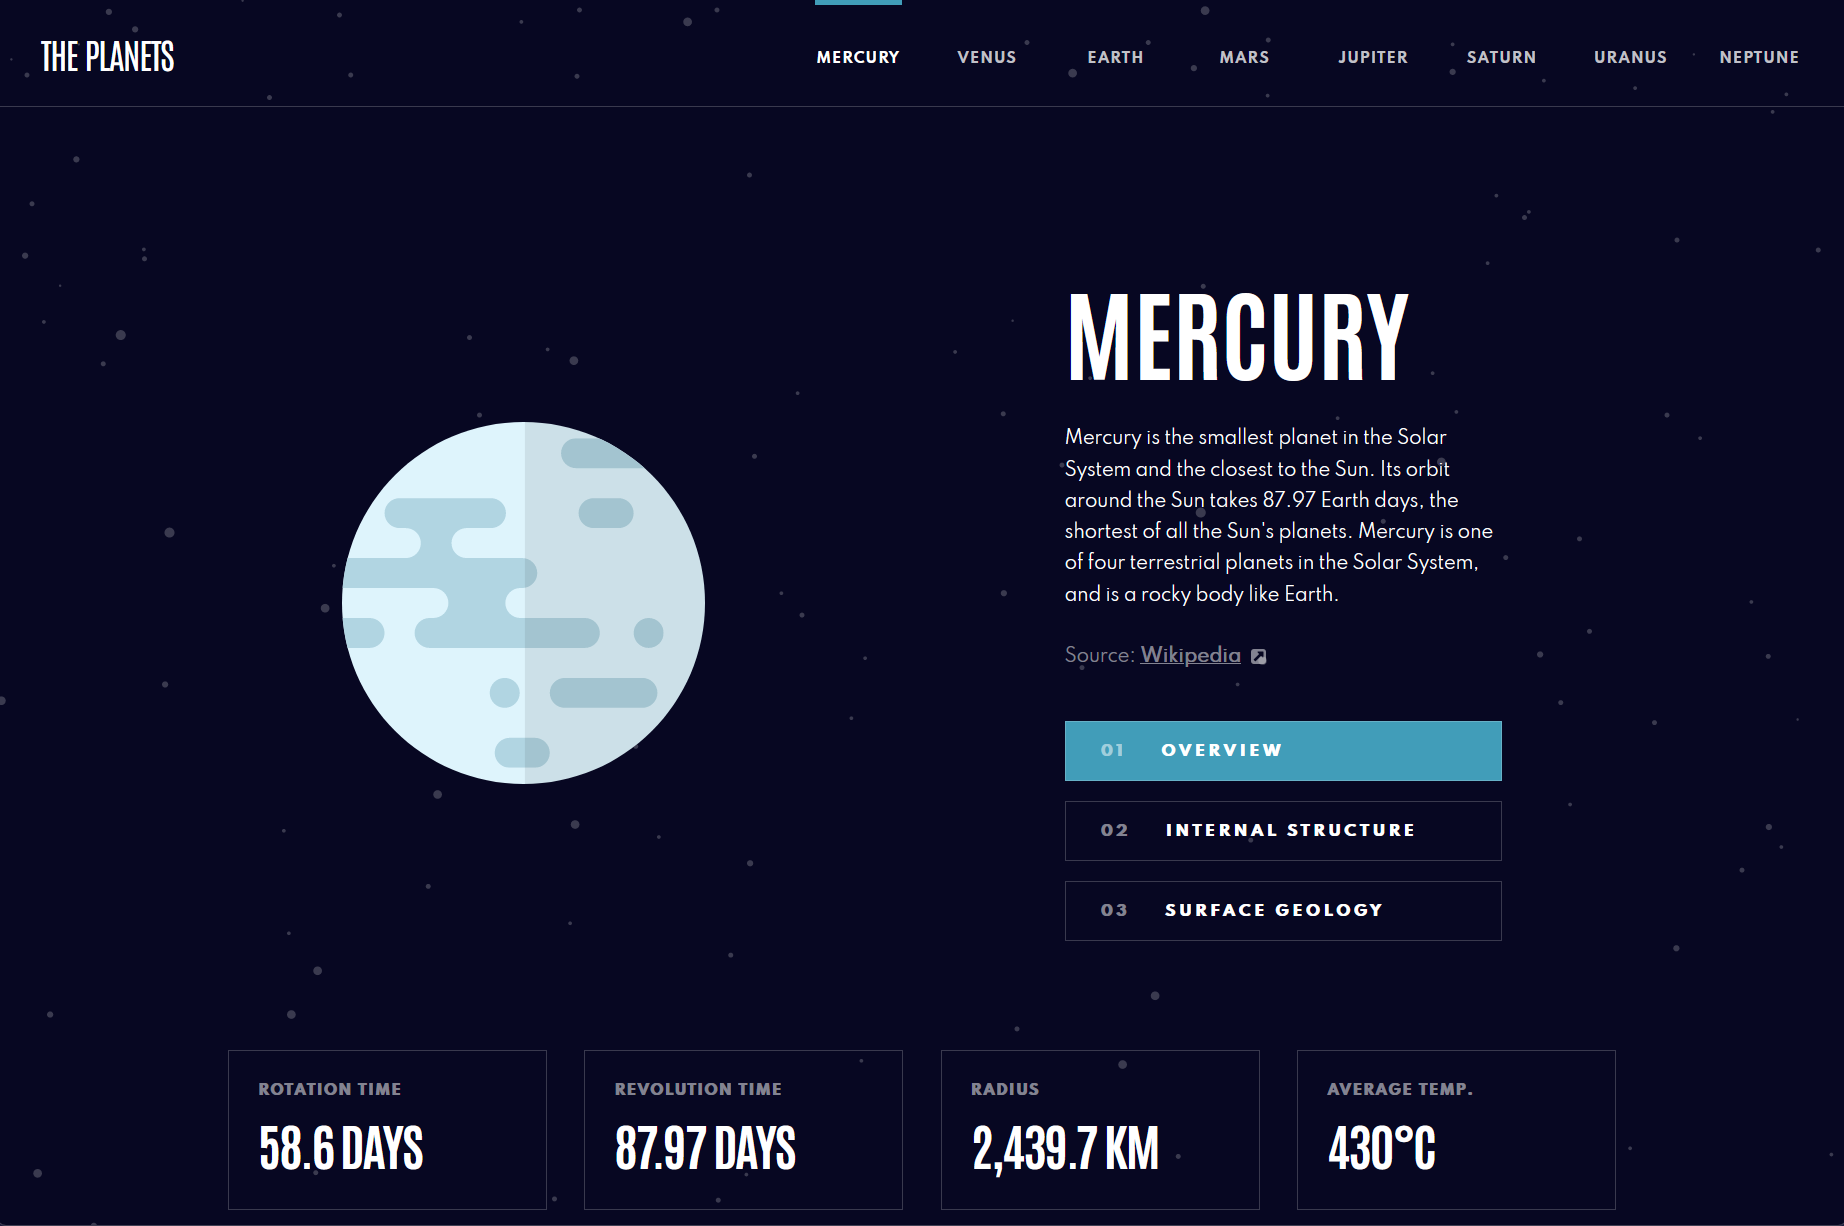 THE PLANETS
MERCURY VENUS EARTH MARS JUPITER SATURN URANUS NEPTUNE
MERCURY
Mercury is the smallest planet in the Solar
System and the closest to the Sun. Its orbit
around the Sun takes 87.97 Earth days, the
shortest of all the Sun's planets. Mercury is one
of four terrestrial planets in the Solar System,
and is a rocky body like Earth.
Source: Wikipedia
01 OVERVIEW
02 INTERNAL STRUCTURE
03 SURFACE GEOLOGY
ROTATION TIME
58.6 DAYS
REVOLUTION TIME
87.97 DAYS
RADIUS
2,439.7 KM
AVERAGE TEMP.
430°C